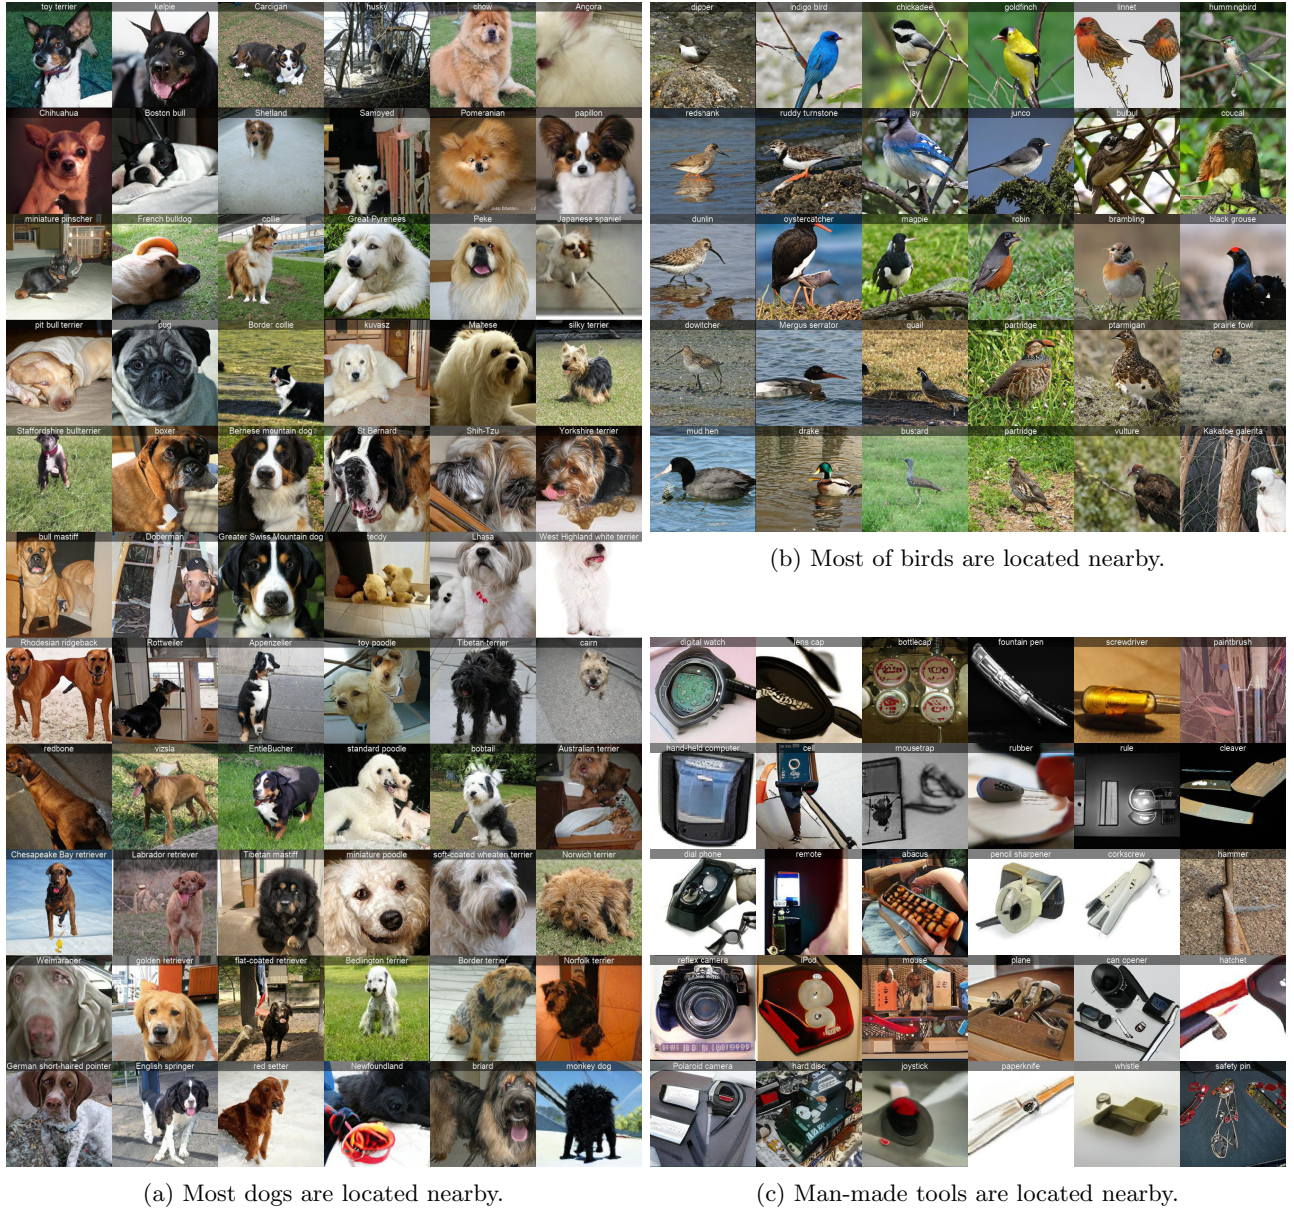 toy terrier kelpie Cardigan husky chow Angora
Chihuahua Boston bull Shetland Samoyed Pomeranian papillon
miniature pinscher French bulldog collie Great Pyrenees Peke Japanese spaniel
pit bull terrier pug Border collie kuvasz Maltese silky terrier
Staffordshire bullterrier boxer Bernese mountain dog St Bernard Shih-Tzu Yorkshire terrier
bull mastiff Doberman Greater Swiss Mountain dog teddy Lhasa West Highland white terrier
Rhodesian ridgeback Rottweiler Appenzeller toy poodle Tibetan terrier cairn
redbone vizsla EntleBucher standard poodle bobtail Australian terrier
Chesapeake Bay retriever Labrador retriever Tibetan mastiff miniature poodle soft-coated wheaten terrier Norwich terrier
Weimaraner golden retriever flat-coated retriever Bedlington terrier Border terrier Norfolk terrier
German short-haired pointer English springer red setter Newfoundland briard monkey dog
(a) Most dogs are located nearby.
dipper indigo bird chickadee goldfinch linnet hummingbird
redshank ruddy turnstone jay junco bulbul coucal
dunlin oystercatcher magpie robin brambling black grouse
dowitcher Mergus serrator quail partridge ptarmigan prairie fowl
mud hen drake bustard partridge vulture Kakatoe galerita
(b) Most of birds are located nearby.
digital watch lens cap bottlecap fountain pen screwdriver paintbrush
hand-held computer cell mousetrap rubber rule cleaver
dial phone remote abacus pencil sharpener corkscrew hammer
reflex camera iPod mouse plane can opener hatchet
Polaroid camera hard disc joystick paperknife whistle safety pin
(c) Man-made tools are located nearby.